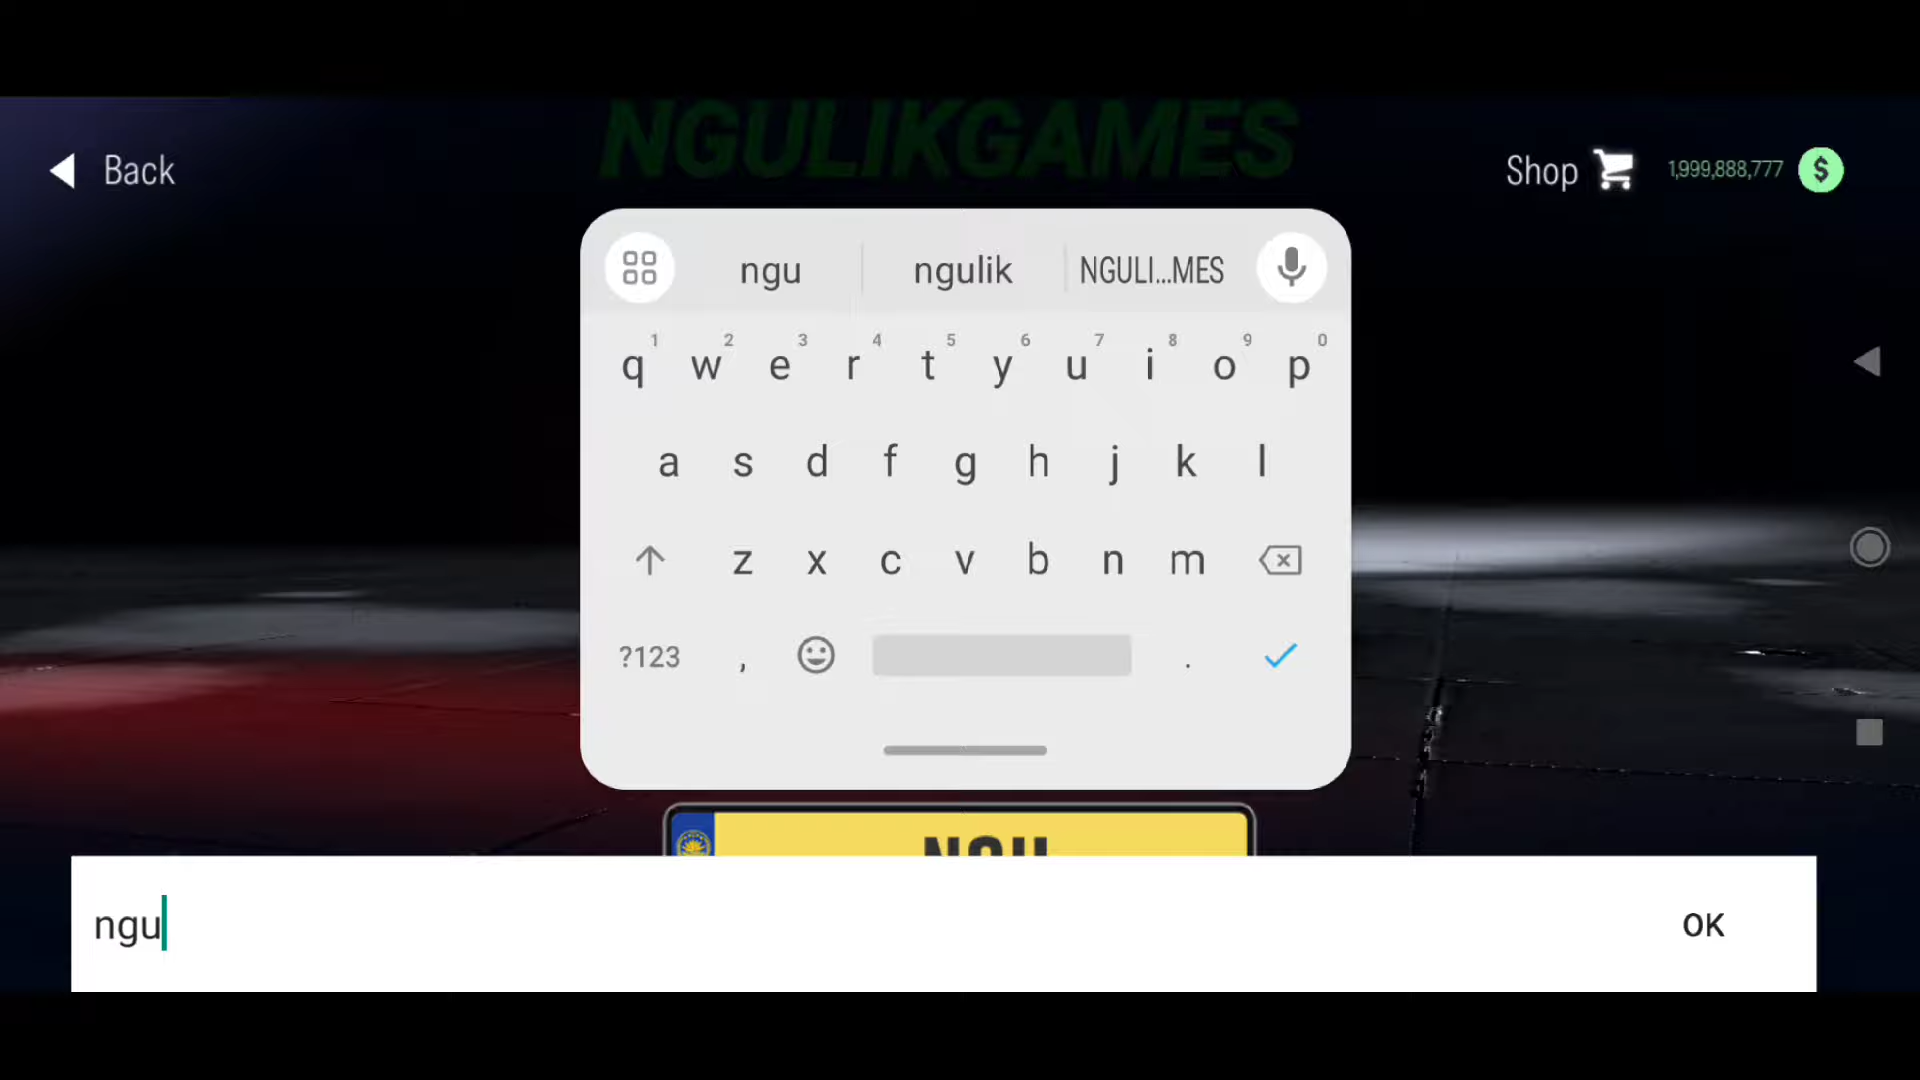 NGULIKGAMES
Back
Shop 1,999,888,777 $
ngu ngulik NGULI...MES
1 2 3 4 5 6 7 8 9 0
q w e r t y u i o p
a s d f g h j k l
z x c v b n m
?123 , .
NGU
ngu OK